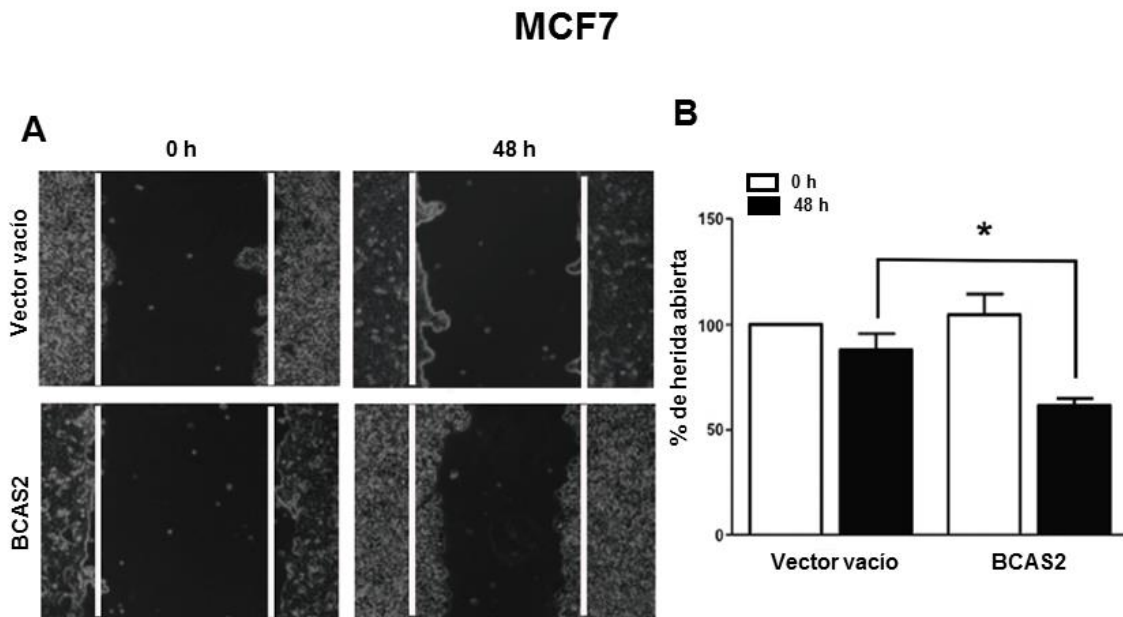 MCF7
A
0 h
48 h
Vector vacío
BCAS2
B
0 h
48 h
*
% de herida abierta
150
100
50
0
Vector vacío
BCAS2